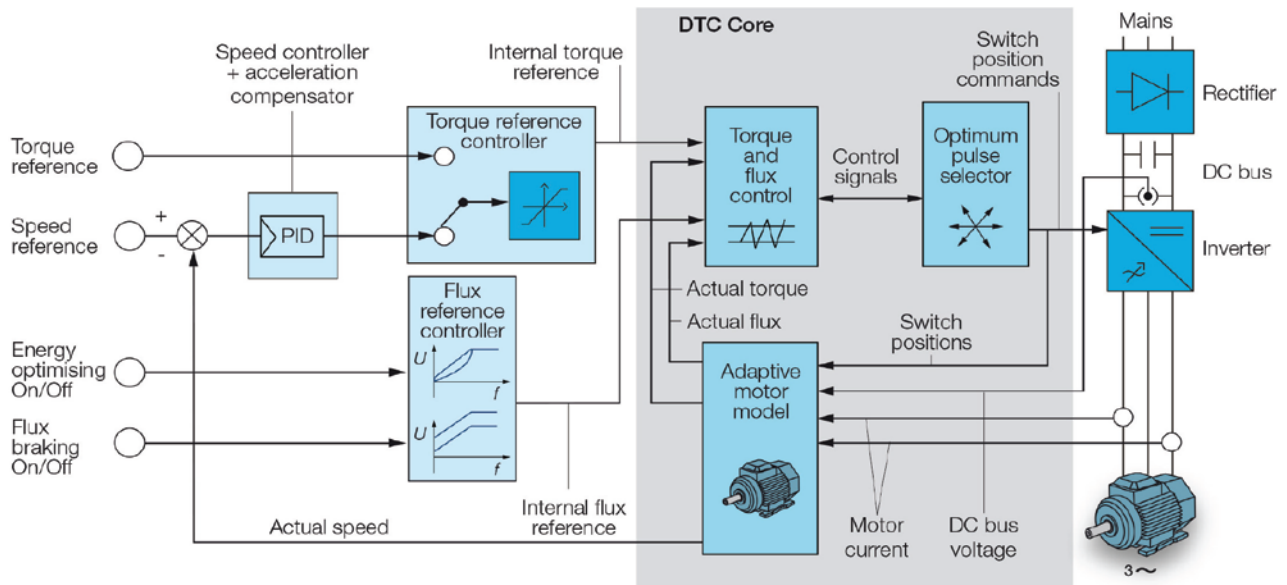 DTC Core
Mains
Speed controller
+ acceleration
compensator
Internal torque
reference
Switch
position
commands
Rectifier
Torque
reference
Torque reference
controller
Torque
and
flux
control
Control
signals
Optimum
pulse
selector
DC bus
Speed
reference
+
-
PID
Inverter
Actual torque
Actual flux
Flux
reference
controller
U
f
U
f
Switch
positions
Energy
optimising
On/Off
Adaptive
motor
model
Flux
braking
On/Off
Internal flux
reference
Actual speed
Motor
current
DC bus
voltage
3~